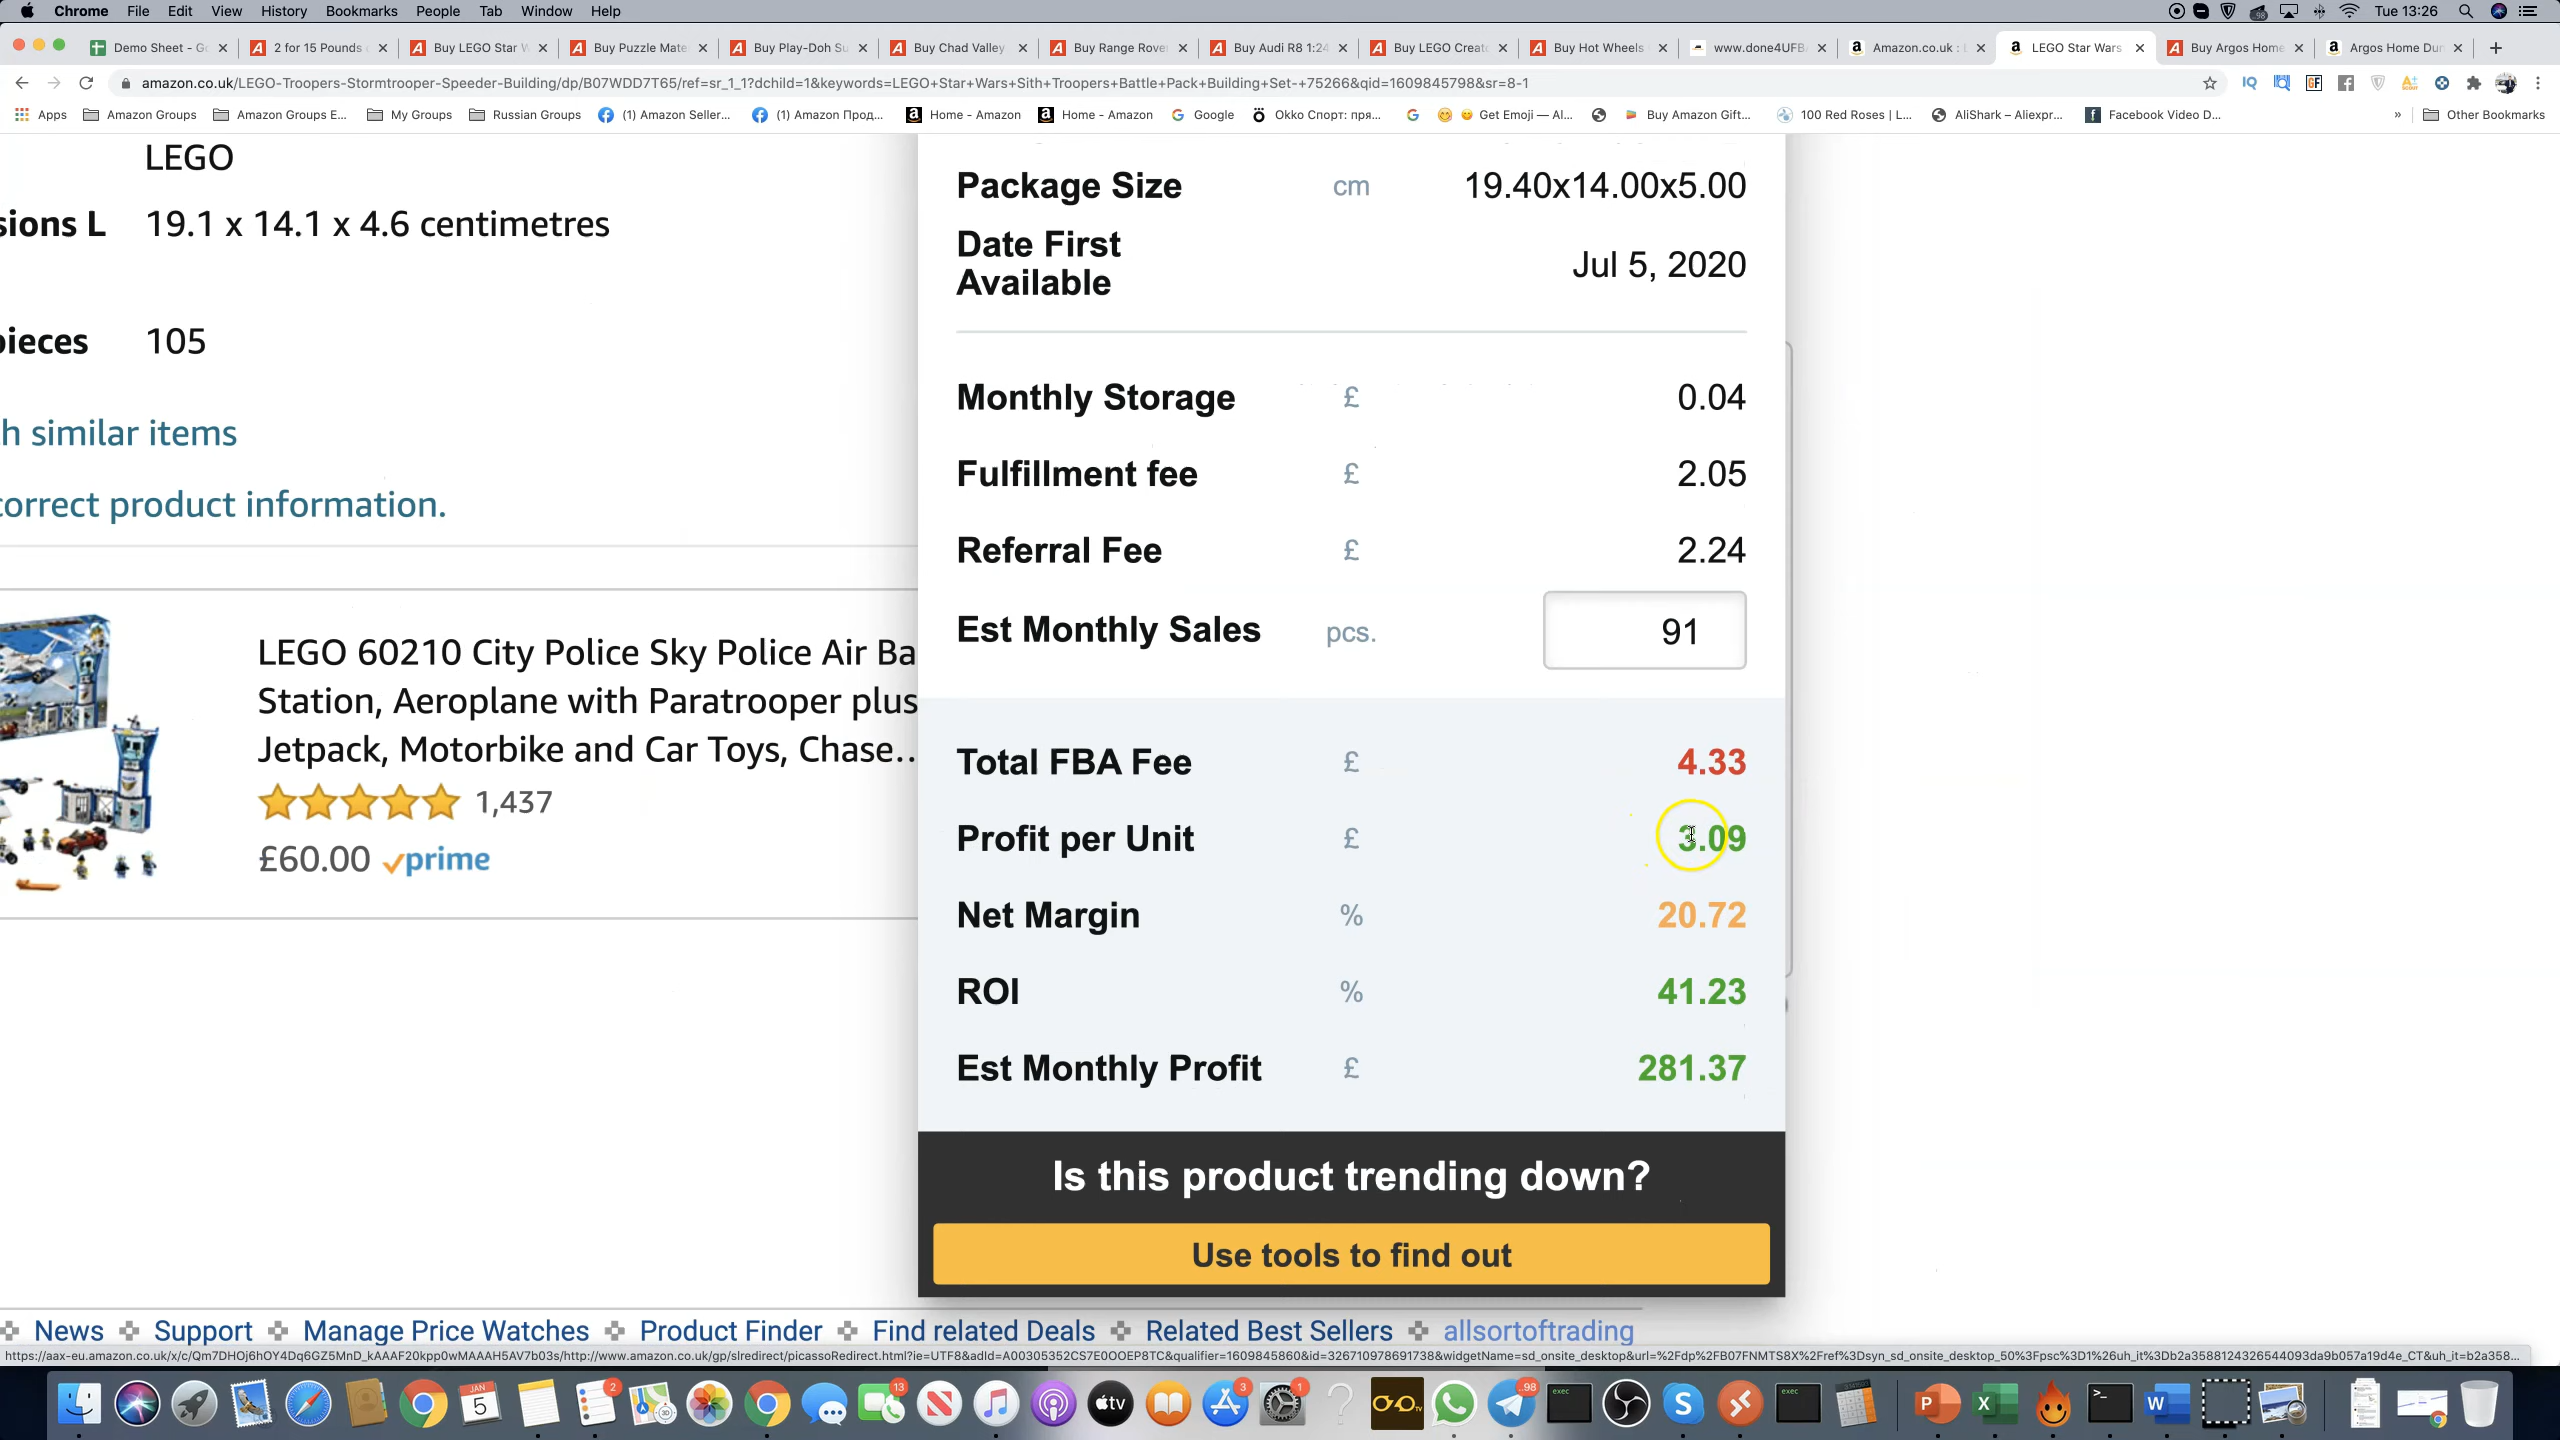 Chrome File Edit View History Bookmarks People Tab Window Help Tue 13:26
Demo Sheet - Go 2 for 15 Pounds Buy LEGO Star W Buy Puzzle Mate Buy Play-Doh Su Buy Chad Valley Buy Range Rove Buy Audi R8 1:24 Buy LEGO Creat Buy Hot Wheels www.done4UFBA Amazon.co.uk : LEGO Star Wars Buy Argos Home Argos Home Dun
amazon.co.uk/LEGO-Troopers-Stormtrooper-Speeder-Building/dp/B07WDD7T65/ref=sr_1_1?dchild=1&keywords=LEGO+Star+Wars+Sith+Troopers+Battle+Pack+Building+Set-+75266&qid=1609845798&sr=8-1
Apps Amazon Groups Amazon Groups E... My Groups Russian Groups (1) Amazon Seller... (1) Amazon Прод... Home - Amazon Home - Amazon Google Okko Спорт: пря... Get Emoji — Al... Buy Amazon Gift... 100 Red Roses | L... AliShark – Aliexpr... Facebook Video D... » Other Bookmarks
LEGO
sions L 19.1 x 14.1 x 4.6 centimetres
pieces 105
h similar items
correct product information.
LEGO 60210 City Police Sky Police Air Ba
Station, Aeroplane with Paratrooper plus
Jetpack, Motorbike and Car Toys, Chase…
1,437
£60.00 prime
Package Size cm 19.40x14.00x5.00
Date First
Available Jul 5, 2020
Monthly Storage £ 0.04
Fulfillment fee £ 2.05
Referral Fee £ 2.24
Est Monthly Sales pcs. 91
Total FBA Fee £ 4.33
Profit per Unit £ 3.09
Net Margin % 20.72
ROI % 41.23
Est Monthly Profit £ 281.37
Is this product trending down?
Use tools to find out
News Support Manage Price Watches Product Finder Find related Deals Related Best Sellers allsortoftrading